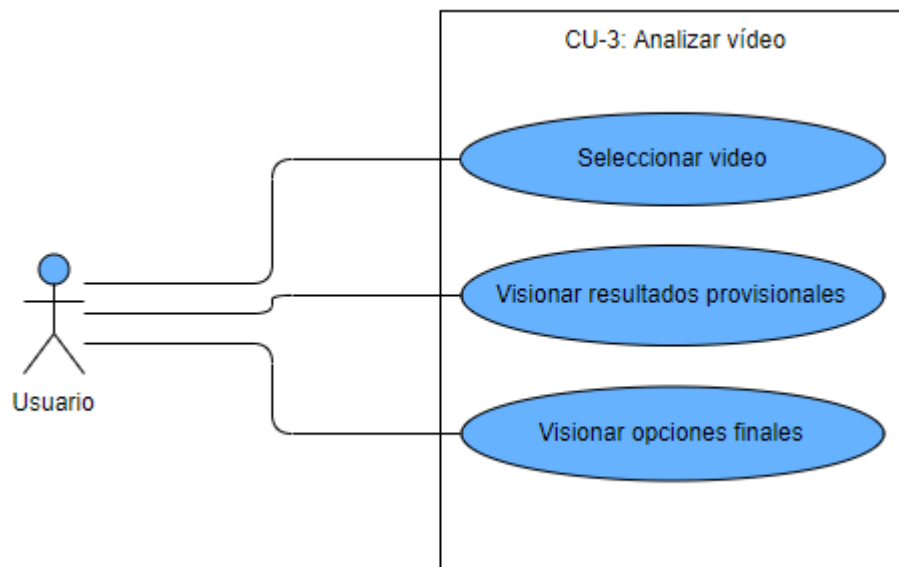 CU-3: Analizar vídeo
Seleccionar video
Visionar resultados provisionales
Visionar opciones finales
Usuario